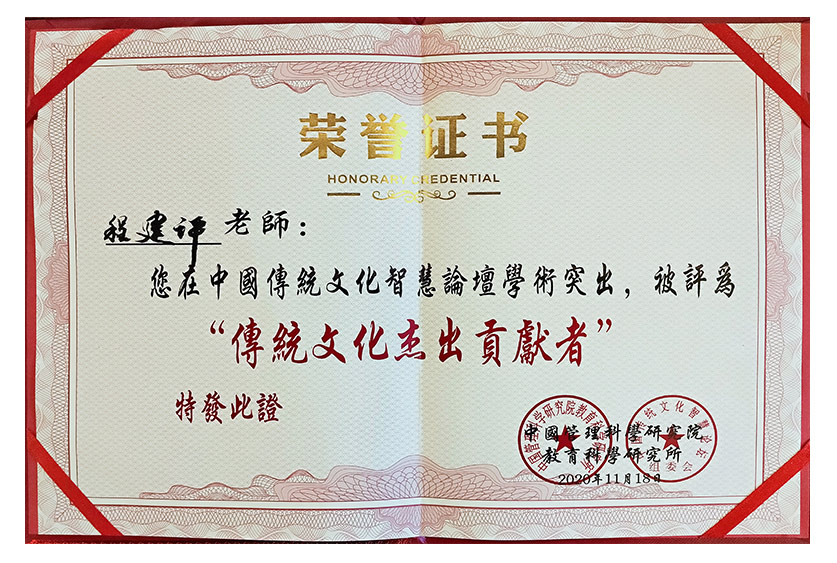 荣誉证书
HONORARY CREDENTIAL
程建评老師：
您在中國傳統文化智慧論壇學術突出，被評爲
“傳統文化杰出貢獻者”
特發此證
中國管理科學研究院
教育科學研究所
2020年11月18日
组委会